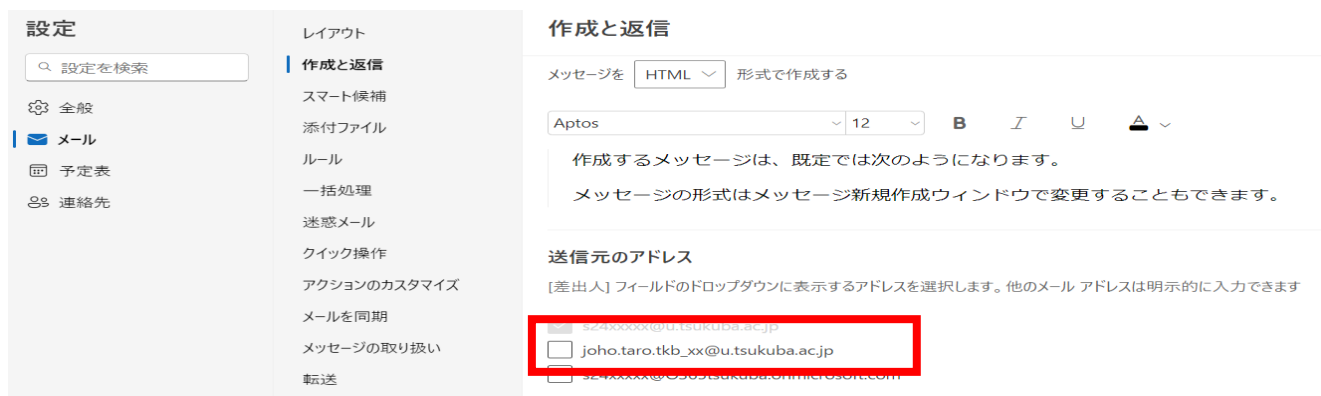 設定
設定を検索
全般
メール
予定表
連絡先
レイアウト
作成と返信
スマート候補
添付ファイル
ルール
一括処理
迷惑メール
クイック操作
アクションのカスタマイズ
メールを同期
メッセージの取り扱い
転送
作成と返信
メッセージを HTML 形式で作成する
Aptos 12 B I U A
作成するメッセージは、既定では次のようになります。
メッセージの形式はメッセージ新規作成ウィンドウで変更することもできます。
送信元のアドレス
[差出人] フィールドのドロップダウンに表示するアドレスを選択します。他のメール アドレスは明示的に入力できます
s24xxxxx@u.tsukuba.ac.jp
joho.taro.tkb_xx@u.tsukuba.ac.jp
s24xxxxx@O365tsukuba.onmicrosoft.com